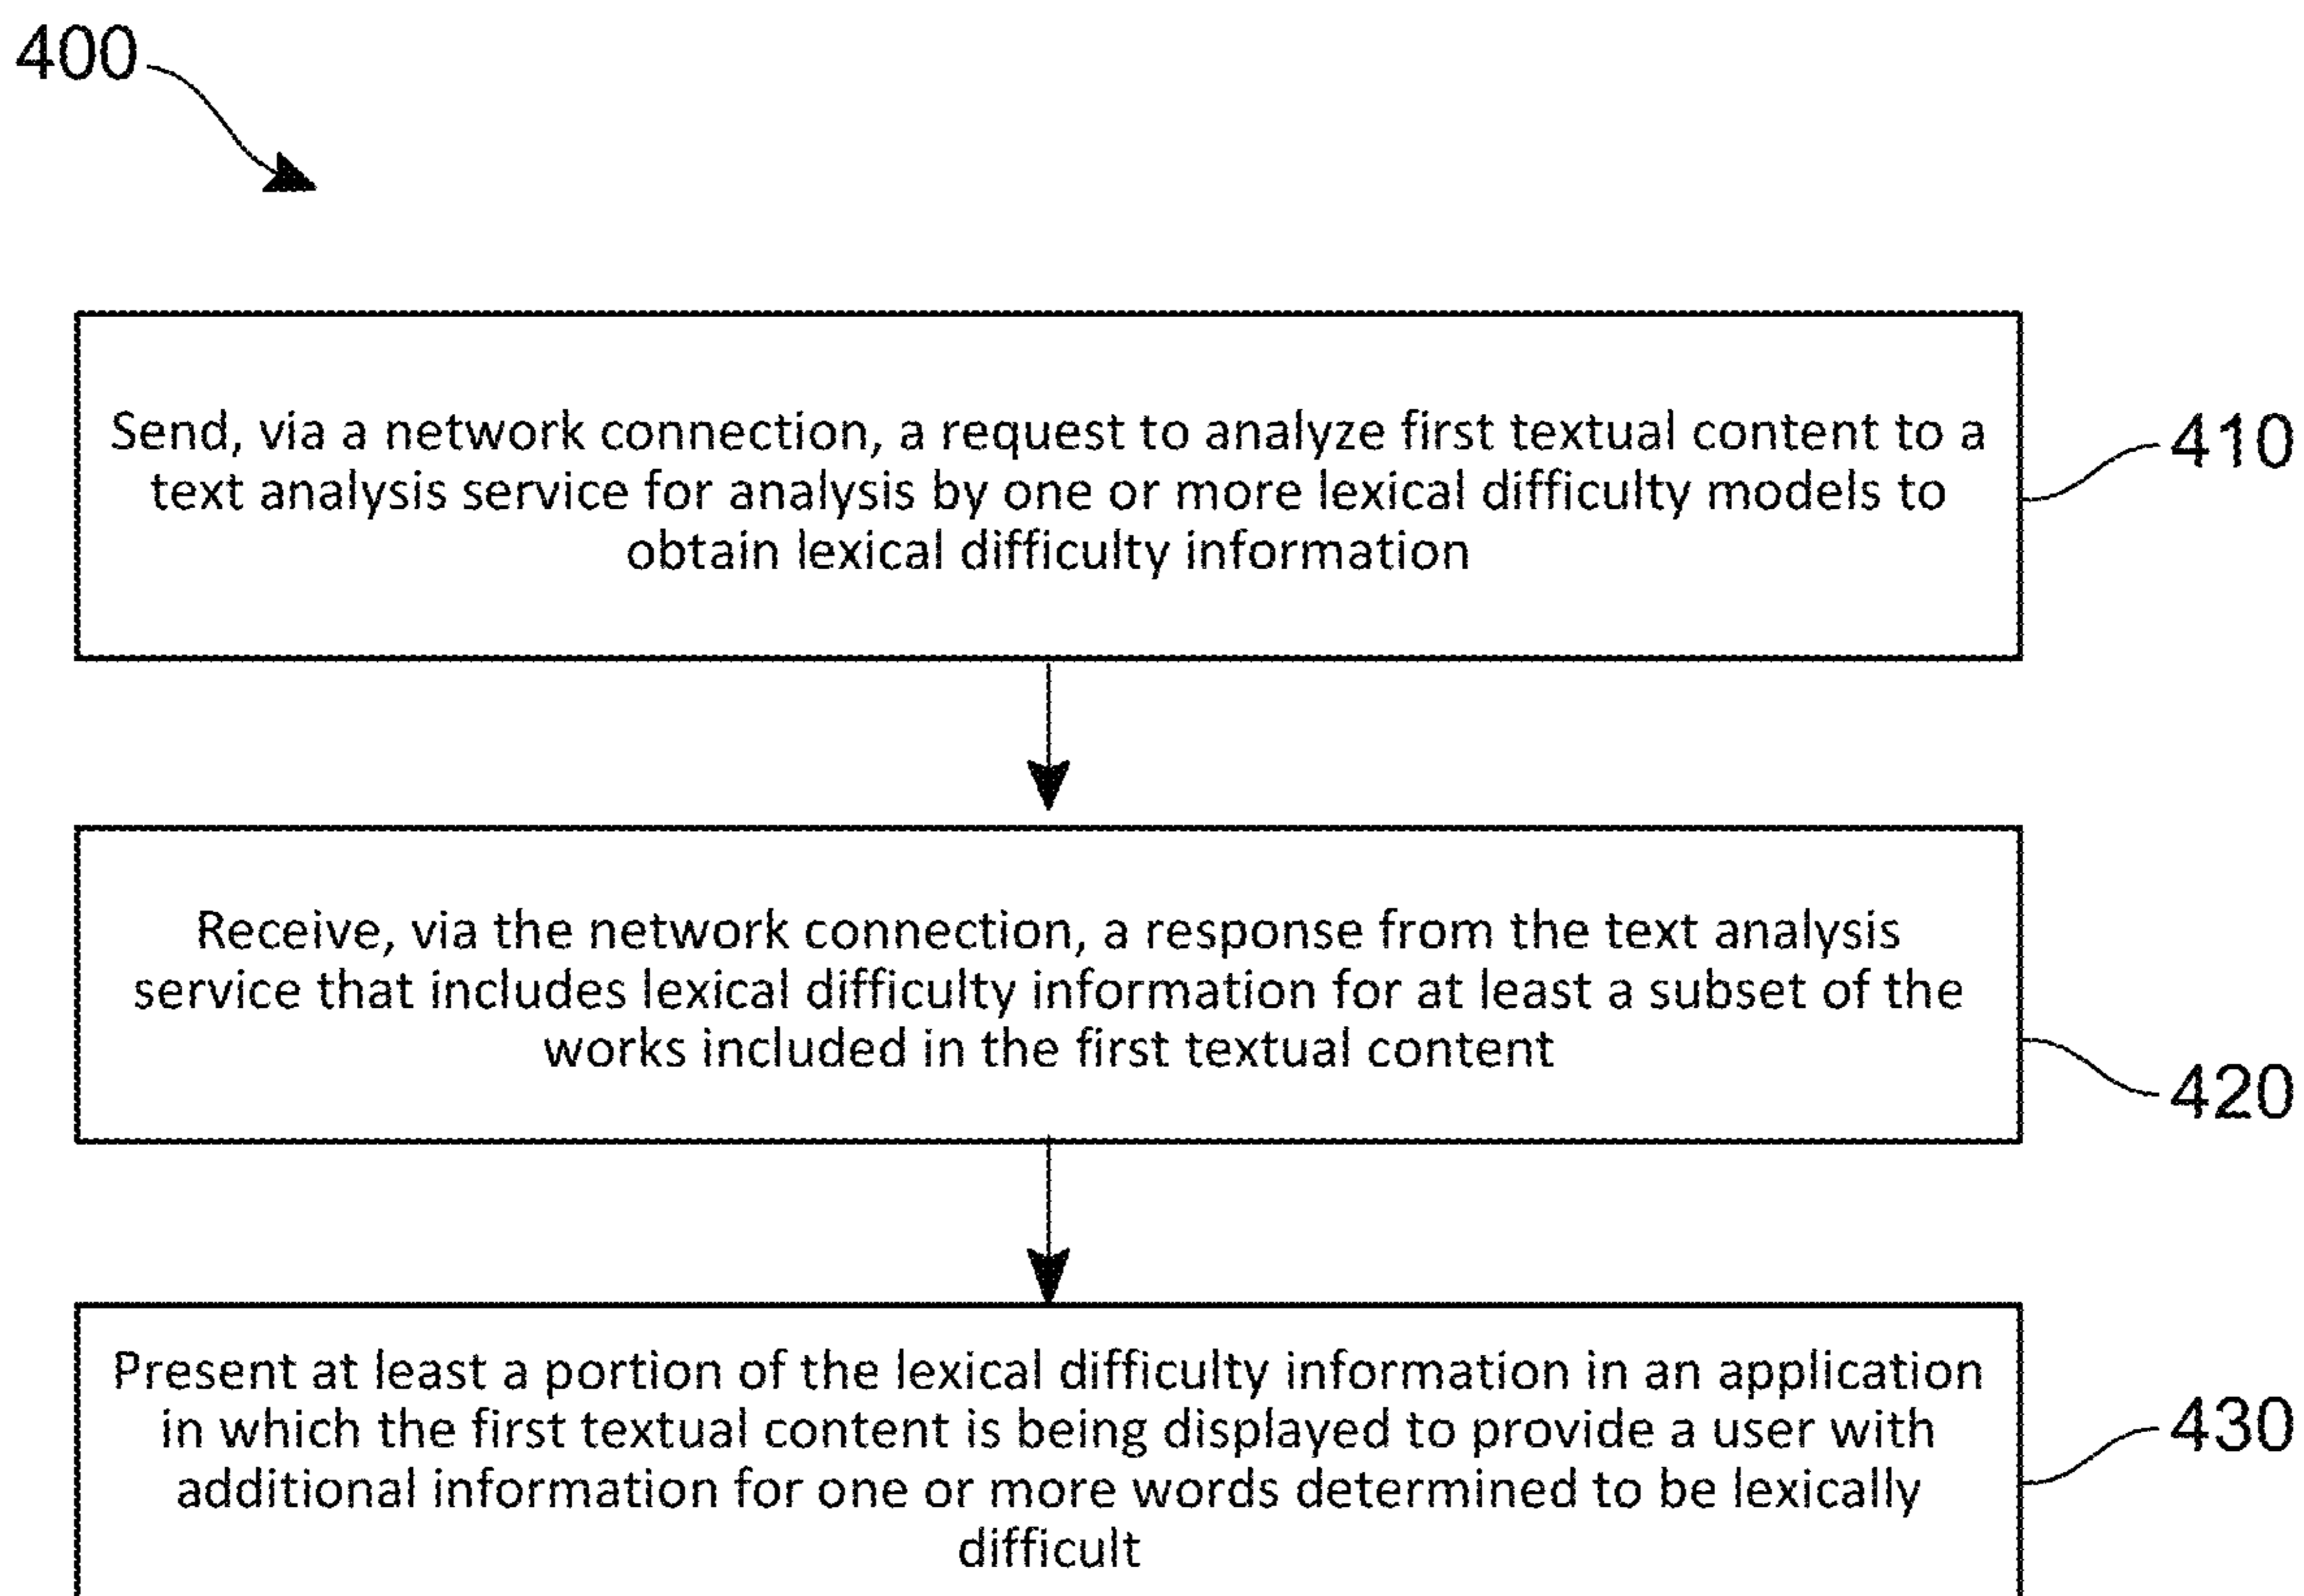 400
Send, via a network connection, a request to analyze first textual content to a
text analysis service for analysis by one or more lexical difficulty models to
obtain lexical difficulty information
410
Receive, via the network connection, a response from the text analysis
service that includes lexical difficulty information for at least a subset of the
works included in the first textual content
420
Present at least a portion of the lexical difficulty information in an application
in which the first textual content is being displayed to provide a user with
additional information for one or more words determined to be lexically
difficult
430